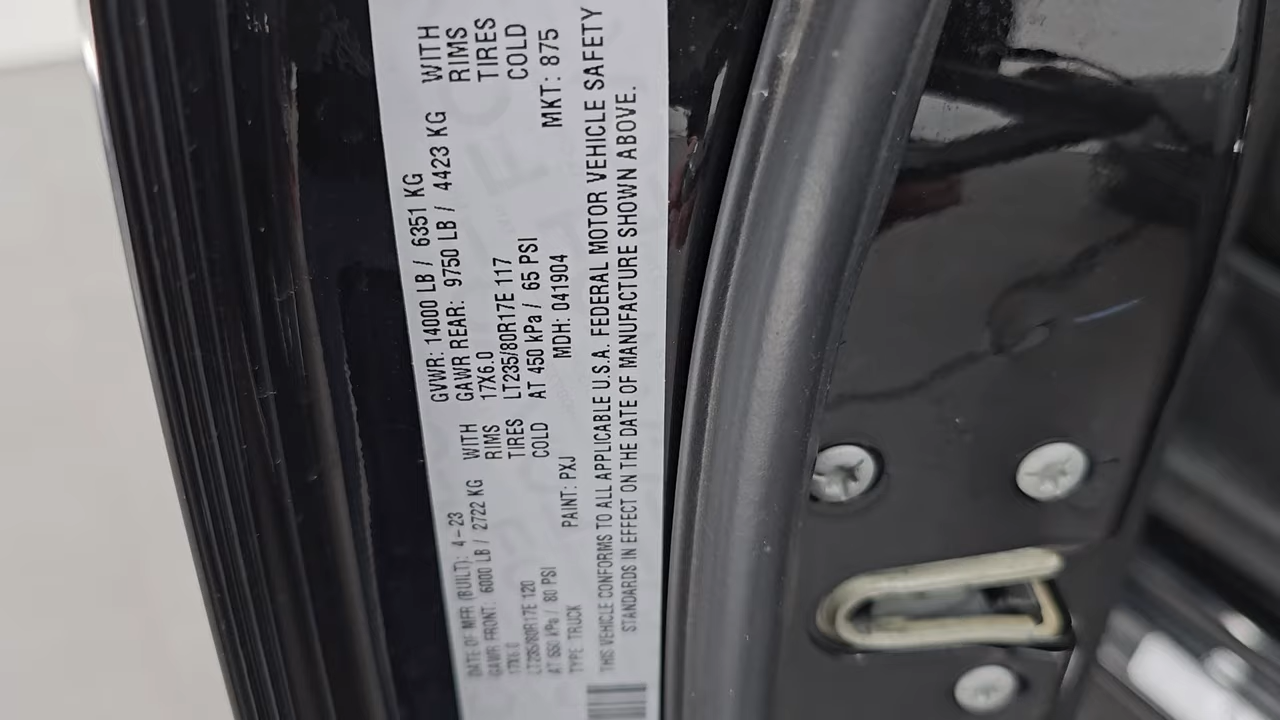 DATE OF MFR (BUILT): 4-23 GVWR: 14000 LB / 6351 KG
GAWR FRONT: 6000 LB / 2722 KG WITH GAWR REAR: 9750 LB / 4423 KG WITH
17X6.0 RIMS 17X6.0 RIMS
LT235/80R17E 120 TIRES LT235/80R17E 117 TIRES
AT 550 kPa / 80 PSI COLD AT 450 kPa / 65 PSI COLD
TYPE: TRUCK PAINT: PXJ MDH: 041904 MKT: 875
THIS VEHICLE CONFORMS TO ALL APPLICABLE U.S.A. FEDERAL MOTOR VEHICLE SAFETY
STANDARDS IN EFFECT ON THE DATE OF MANUFACTURE SHOWN ABOVE.